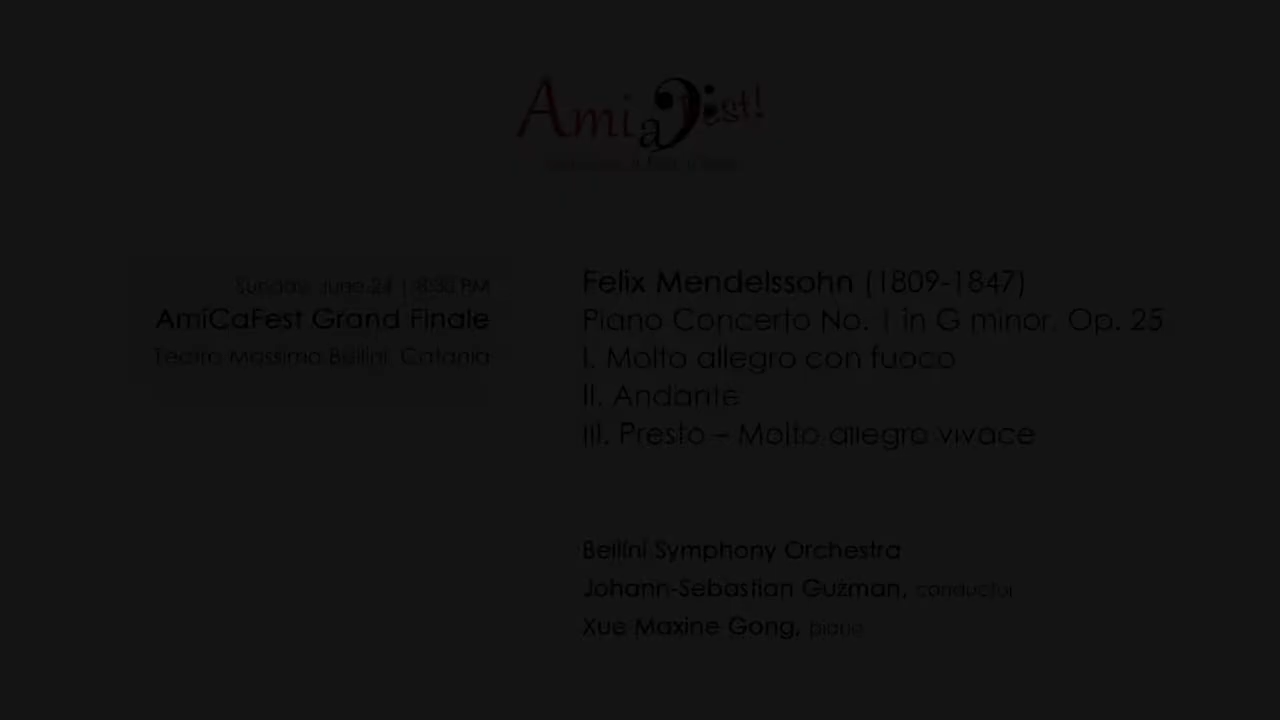 Ami a Fest!
Sunday, June 24 | 8:30 PM
AmiCaFest Grand Finale
Teatro Massimo Bellini, Catania
Felix Mendelssohn (1809-1847)
Piano Concerto No. 1 in G minor, Op. 25
I. Molto allegro con fuoco
II. Andante
III. Presto – Molto allegro vivace
Bellini Symphony Orchestra
Johann-Sebastian Guzman, conductor
Xue Maxine Gong, piano